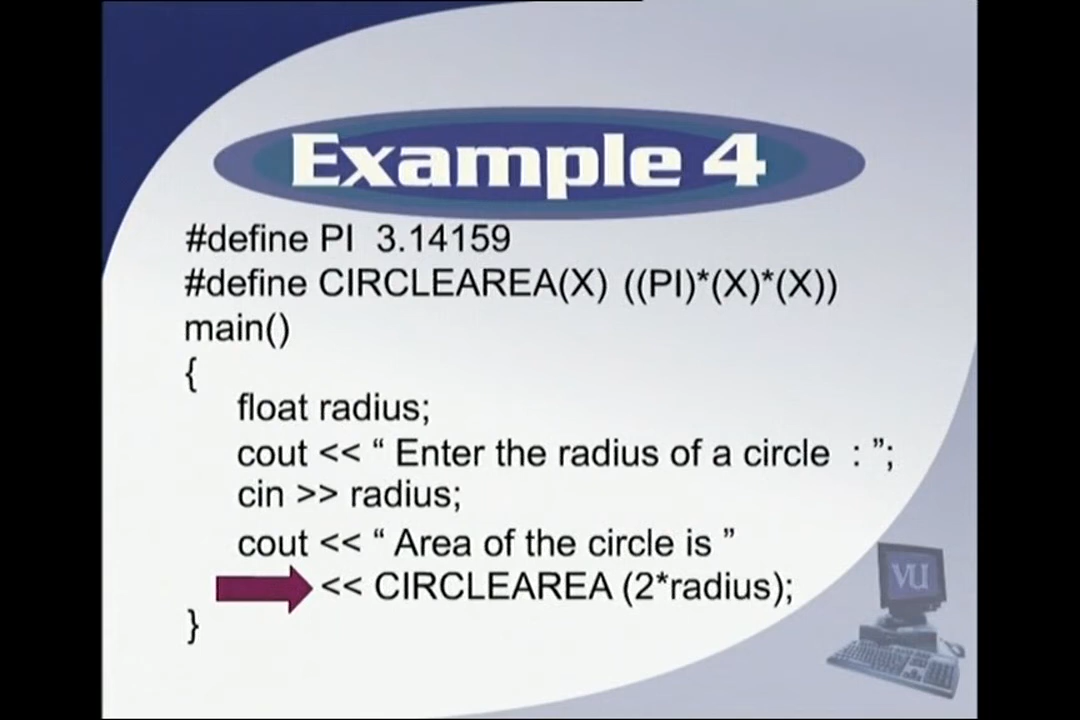 Example 4
#define PI 3.14159
#define CIRCLEAREA(X) ((PI)*(X)*(X))
main()
{
float radius;
cout << “ Enter the radius of a circle : ”;
cin >> radius;
cout << “ Area of the circle is ”
<< CIRCLEAREA (2*radius);
}
VU